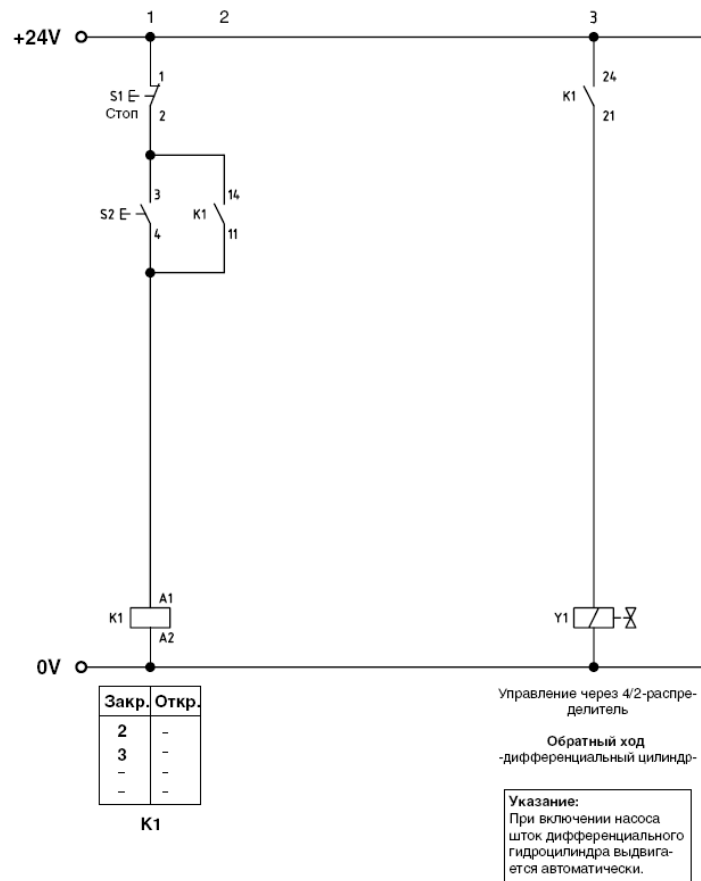 1 2 3
+24V
1
S1
Стоп
2
24
K1
21
3
S2
4
14
K1
11
A1
K1
A2
Y1
0V
Закр. Откр.
2 -
3 -
- -
- -
K1
Управление через 4/2-распре-
делитель
Обратный ход
-дифференциальный цилиндр-
Указание:
При включении насоса
шток дифференциального
гидроцилиндра выдвига-
ется автоматически.